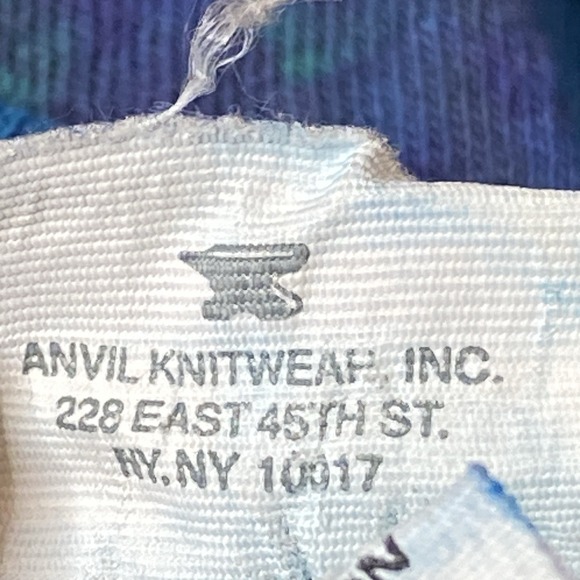 ANVIL KNITWEAR, INC.
228 EAST 45TH ST.
NY, NY 10017